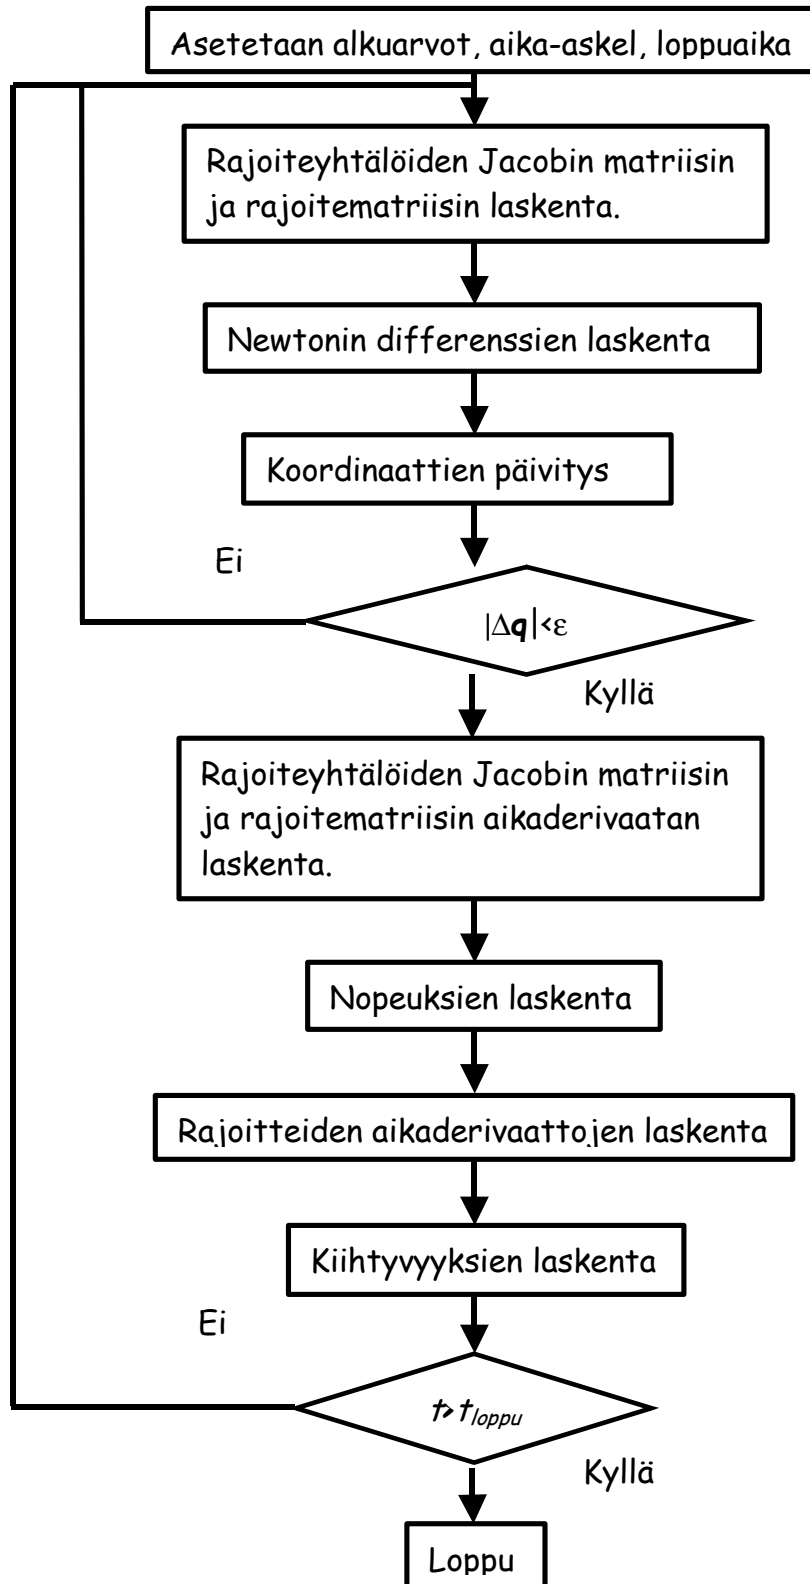 Asetetaan alkuarvot, aika-askel, loppuaika
Rajoiteyhtälöiden Jacobin matriisin
ja rajoitematriisin laskenta.
Newtonin differenssien laskenta
Koordinaattien päivitys
Ei
|Δq|<ε
Kyllä
Rajoiteyhtälöiden Jacobin matriisin
ja rajoitematriisin aikaderivaatan
laskenta.
Nopeuksien laskenta
Rajoitteiden aikaderivaattojen laskenta
Kiihtyvyyksien laskenta
Ei
t>t_loppu
Kyllä
Loppu